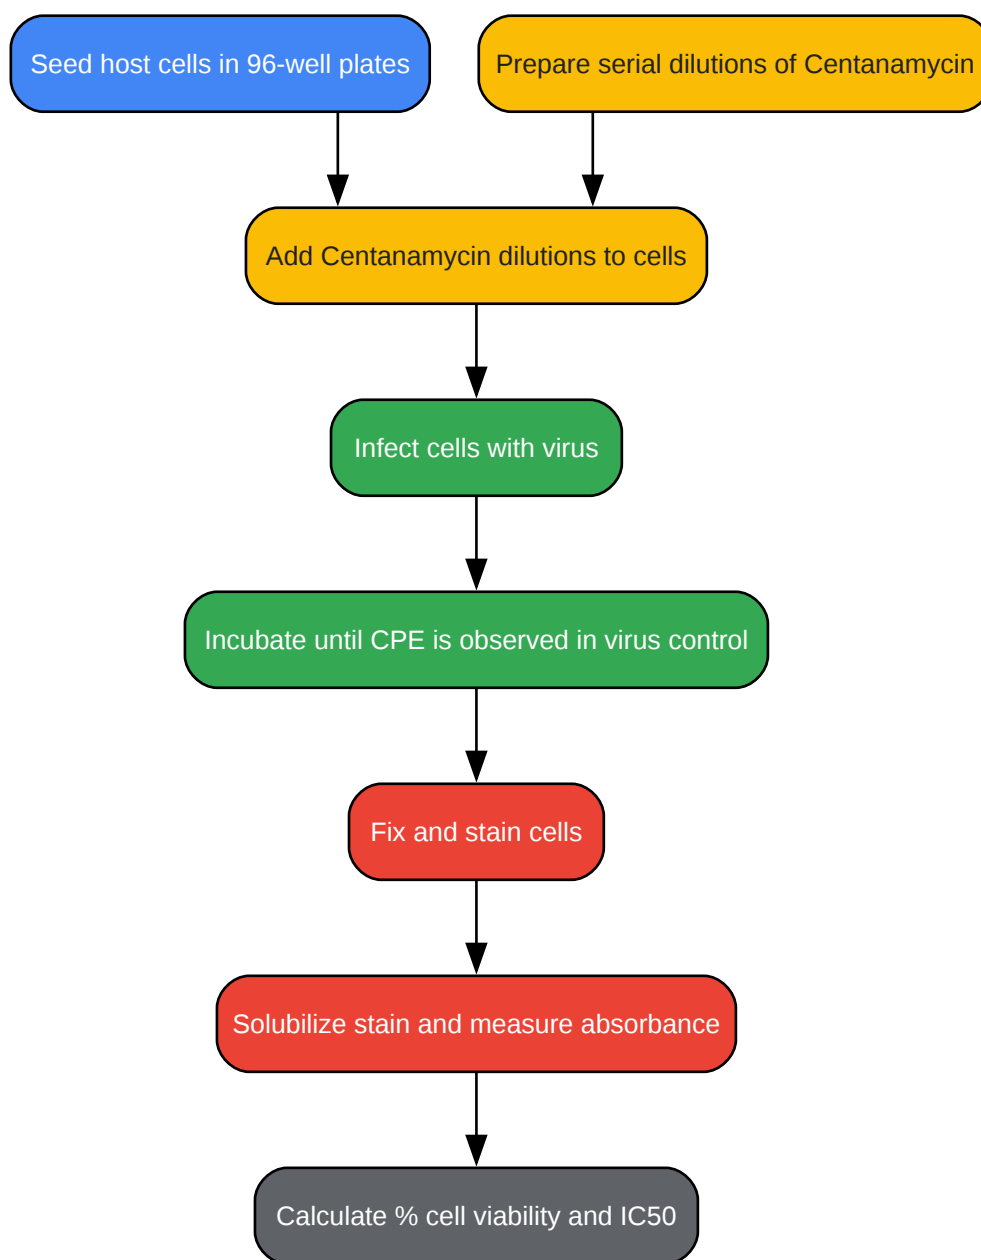 Seed host cells in 96-well plates
Prepare serial dilutions of Centanamycin
Add Centanamycin dilutions to cells
Infect cells with virus
Incubate until CPE is observed in virus control
Fix and stain cells
Solubilize stain and measure absorbance
Calculate % cell viability and IC50